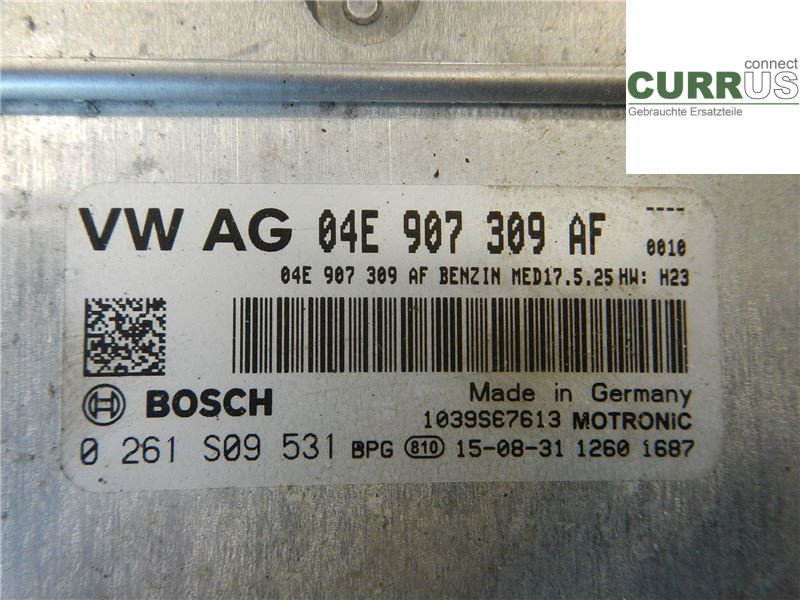 connect
CURRUS
Gebrauchte Ersatzteile
VW AG 04E 907 309 AF ----
0010
04E 907 309 AF BENZIN MED17.5.25 HW: H23
BOSCH
Made in Germany
1039S67613 MOTRONIC
0 261 S09 531 BPG 810 15-08-31 1260 1687